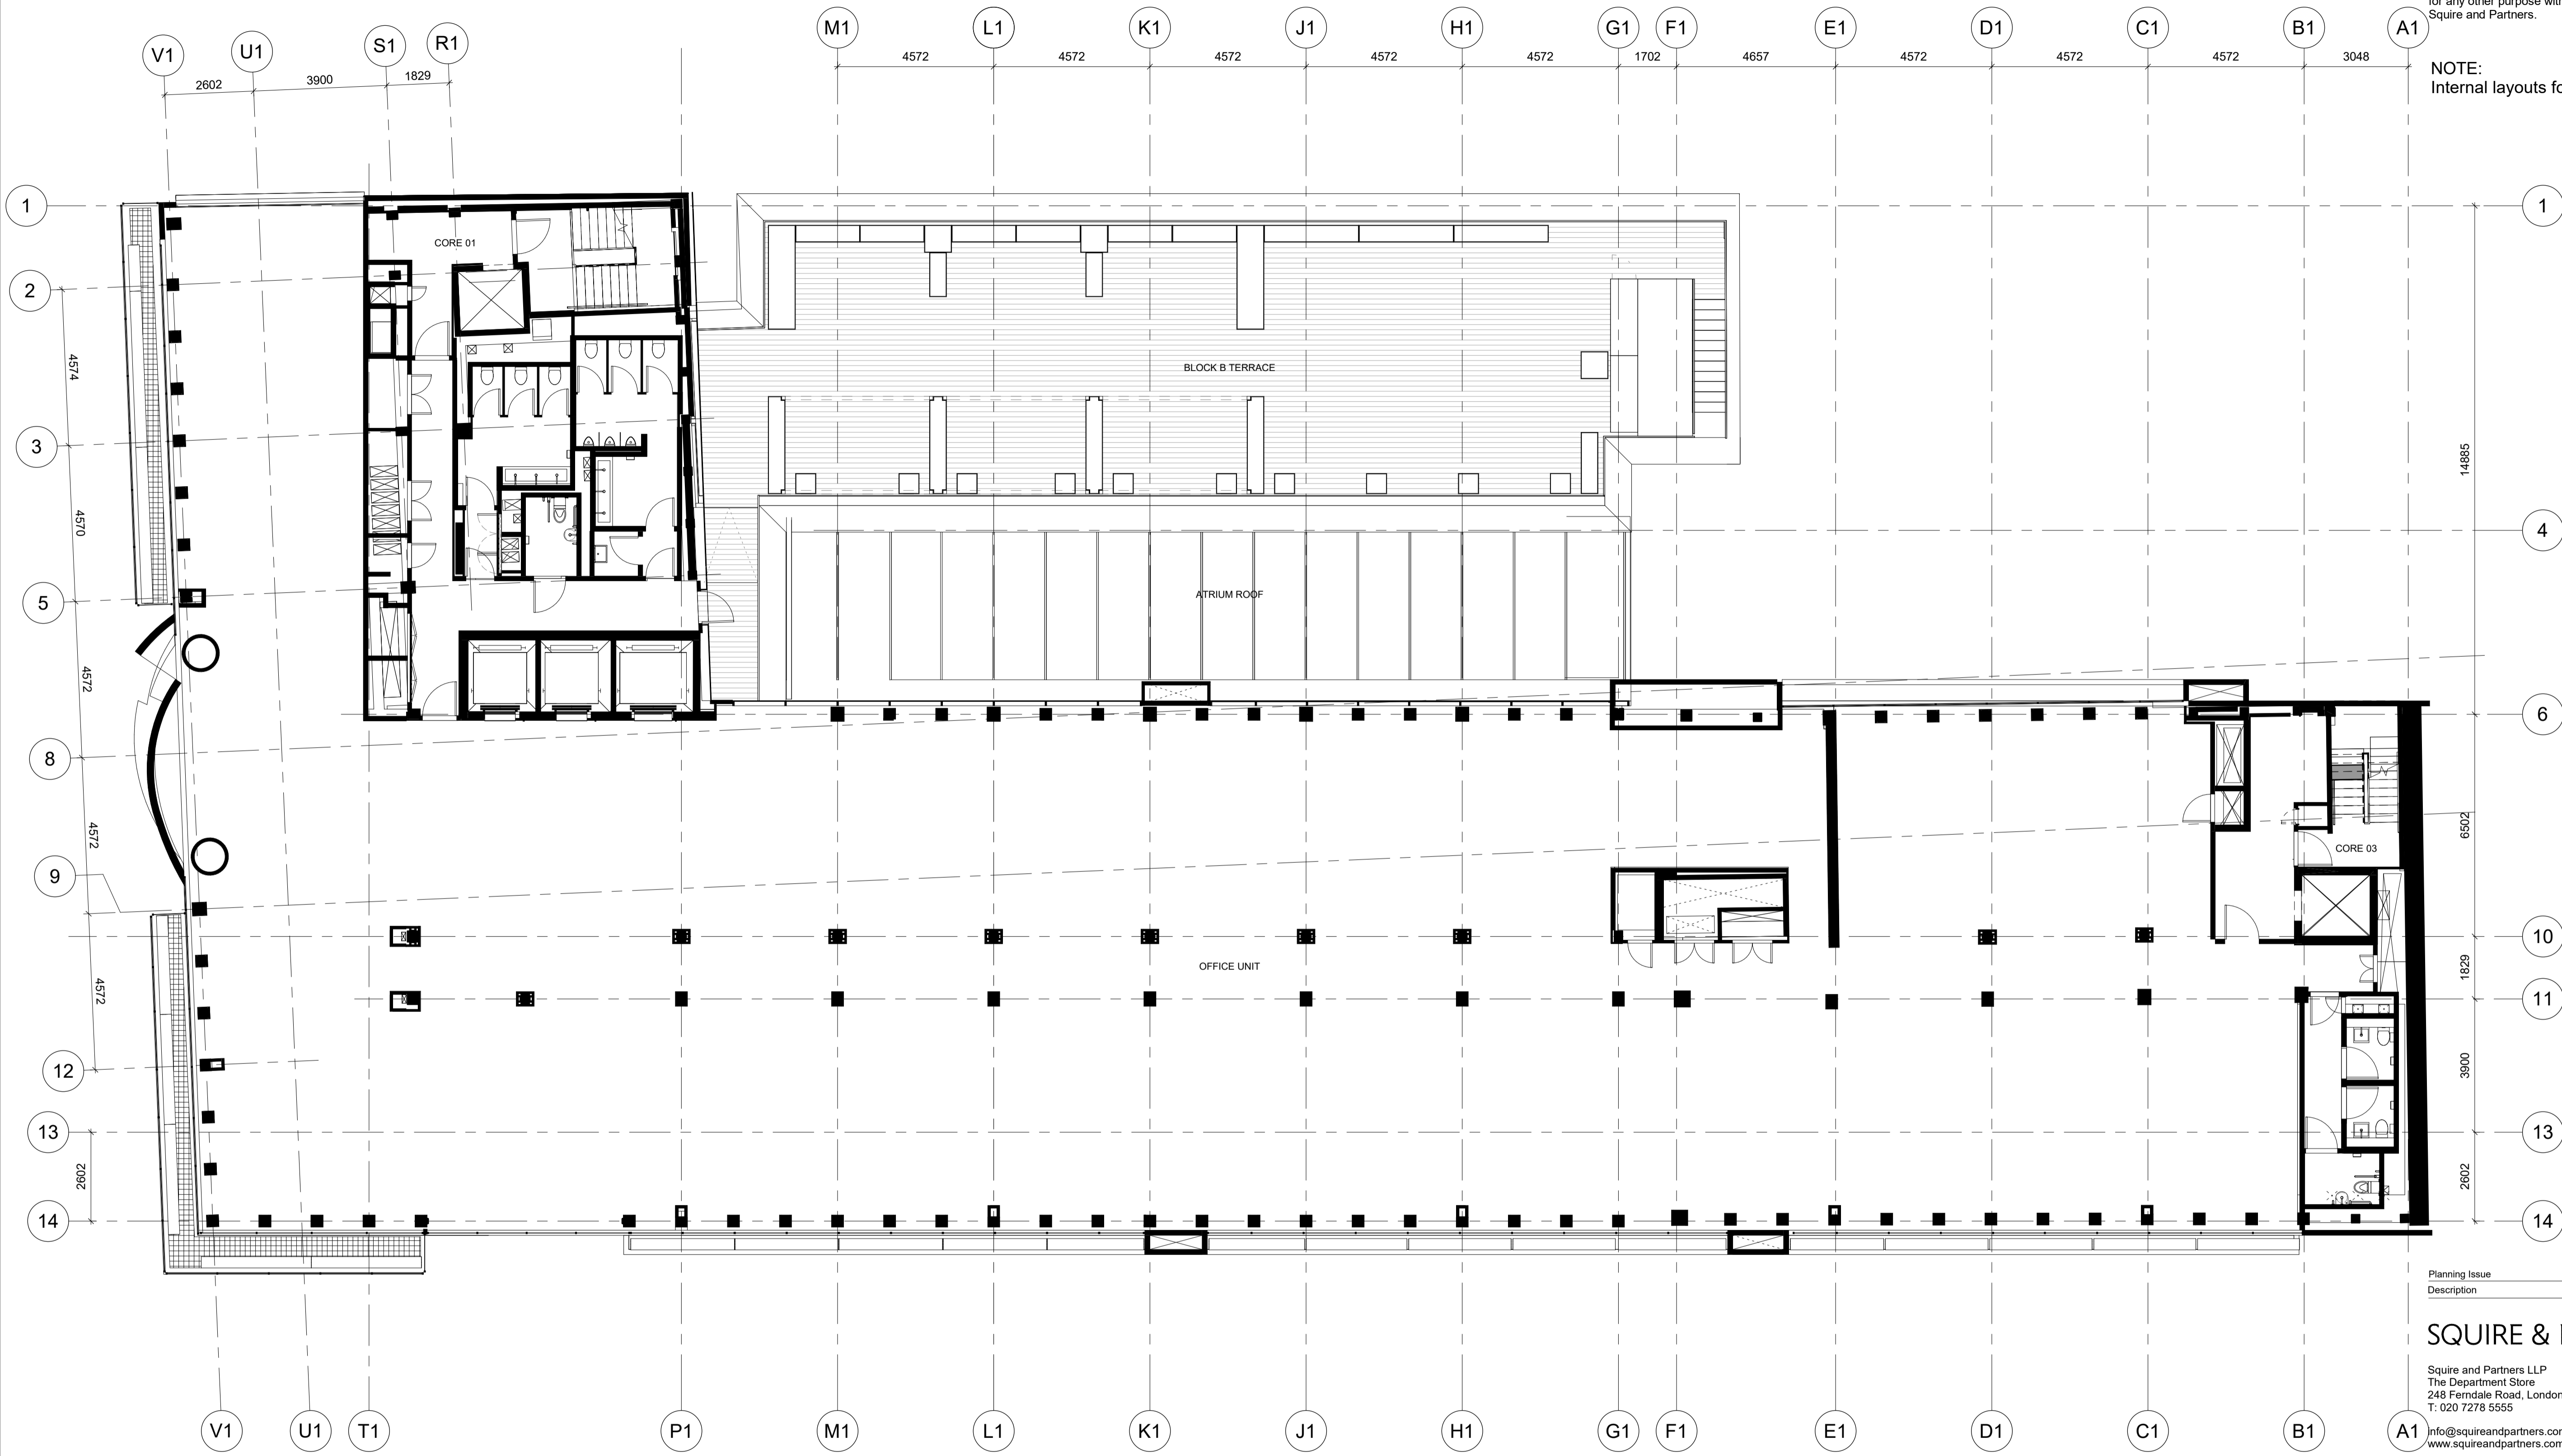 for any other purpose with
Squire and Partners.
NOTE:
Internal layouts fo
V1 U1 S1 R1 M1 L1 K1 J1 H1 G1 F1 E1 D1 C1 B1 A1
2602 3900 1829 4572 4572 4572 4572 4572 1702 4657 4572 4572 4572 3048
1 1
CORE 01
2
4574
BLOCK B TERRACE
3
14885
4570
4
5
ATRIUM ROOF
4572
6
8
4572
6502
CORE 03
9
10
OFFICE UNIT
1829
4572
11
12
3900
13 13
2602 2602
14 14
Planning Issue
Description
SQUIRE &
Squire and Partners LLP
The Department Store
248 Ferndale Road, London
T: 020 7278 5555
info@squireandpartners.com
www.squireandpartners.com
V1 U1 T1 P1 M1 L1 K1 J1 H1 G1 F1 E1 D1 C1 B1 A1